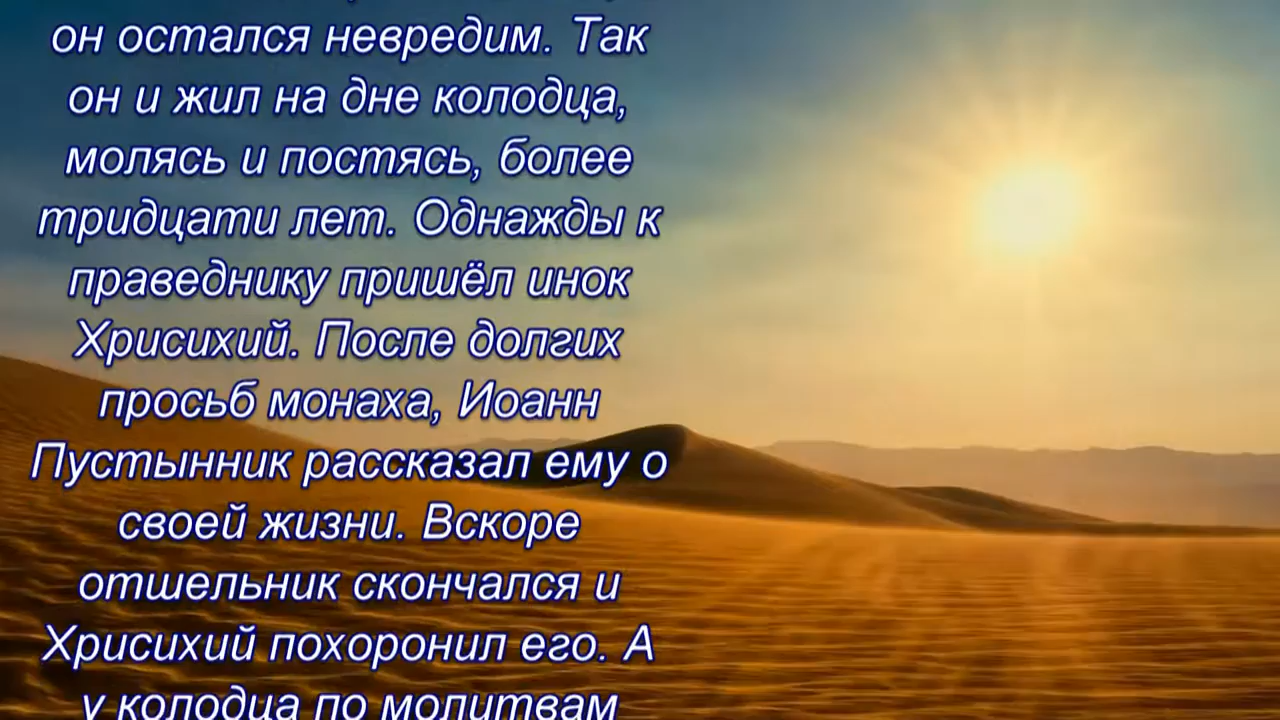 он остался невредим. Так
он и жил на дне колодца,
молясь и постясь, более
тридцати лет. Однажды к
праведнику пришёл инок
Хрисихий. После долгих
просьб монаха, Иоанн
Пустынник рассказал ему о
своей жизни. Вскоре
отшельник скончался и
Хрисихий похоронил его. А
у колодца по молитвам